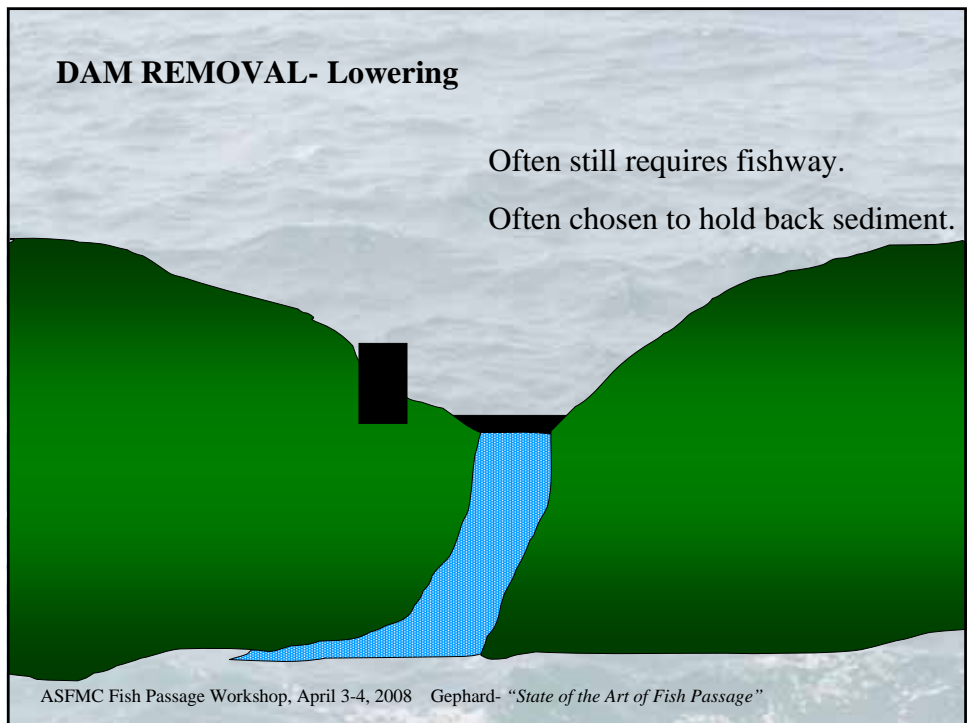 DAM REMOVAL- Lowering
Often still requires fishway.
Often chosen to hold back sediment.
ASFMC Fish Passage Workshop, April 3-4, 2008 Gephard- “State of the Art of Fish Passage”